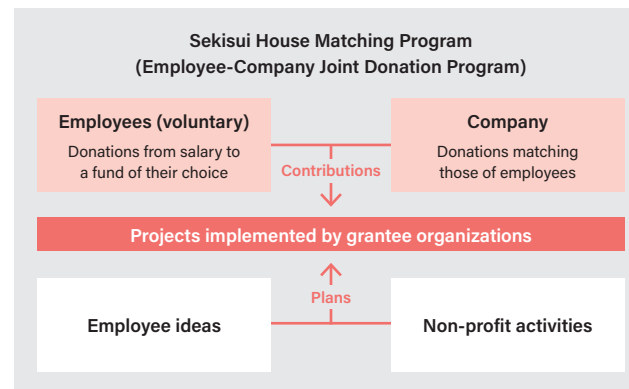 Sekisui House Matching Program
(Employee-Company Joint Donation Program)
Employees (voluntary)
Donations from salary to
a fund of their choice
Company
Donations matching
those of employees
Contributions
Projects implemented by grantee organizations
Plans
Employee ideas
Non-profit activities